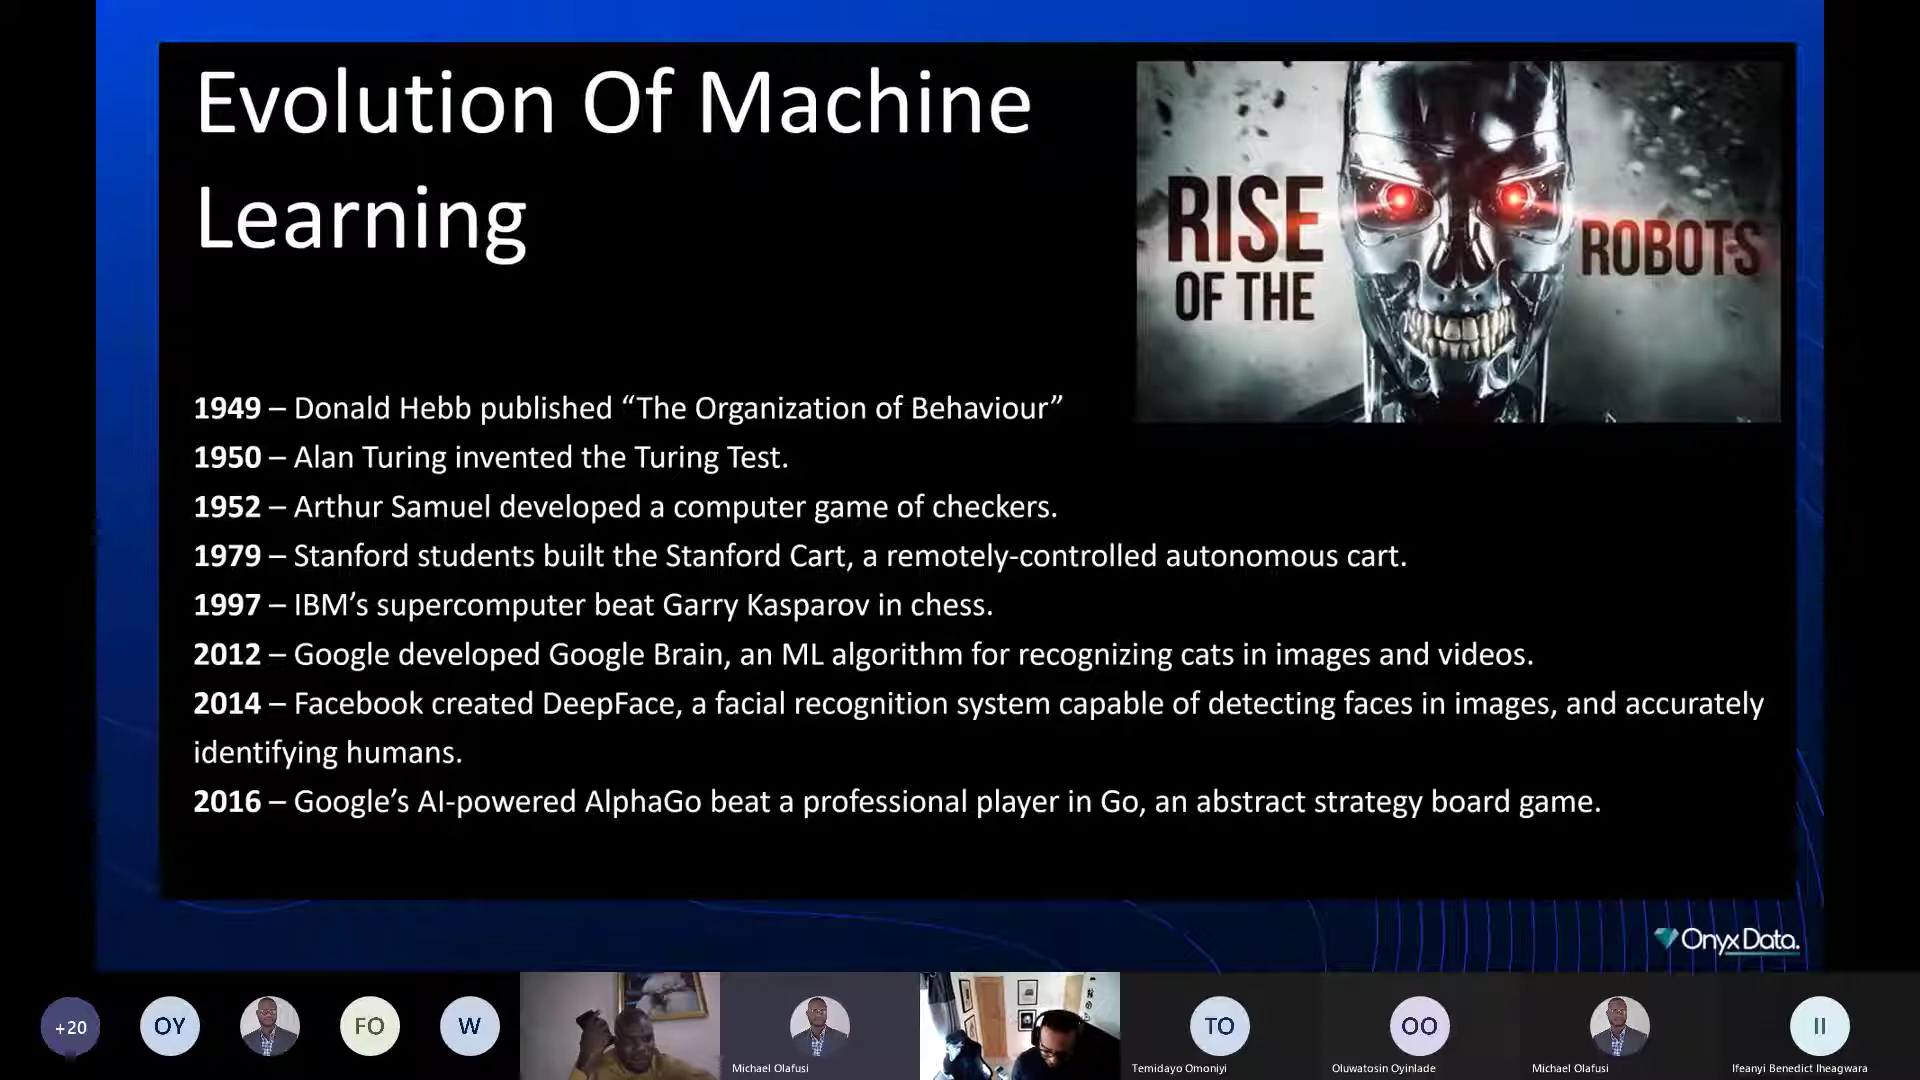 Evolution Of Machine
Learning
RISE
OF THE
ROBOTS
1949 – Donald Hebb published “The Organization of Behaviour”
1950 – Alan Turing invented the Turing Test.
1952 – Arthur Samuel developed a computer game of checkers.
1979 – Stanford students built the Stanford Cart, a remotely-controlled autonomous cart.
1997 – IBM’s supercomputer beat Garry Kasparov in chess.
2012 – Google developed Google Brain, an ML algorithm for recognizing cats in images and videos.
2014 – Facebook created DeepFace, a facial recognition system capable of detecting faces in images, and accurately
identifying humans.
2016 – Google’s AI-powered AlphaGo beat a professional player in Go, an abstract strategy board game.
OnyxData.
+20
OY
FO
W
TO
OO
II
Michael Olafusi
Temidayo Omoniyi
Oluwatosin Oyinlade
Michael Olafusi
Ifeanyi Benedict Iheagwara